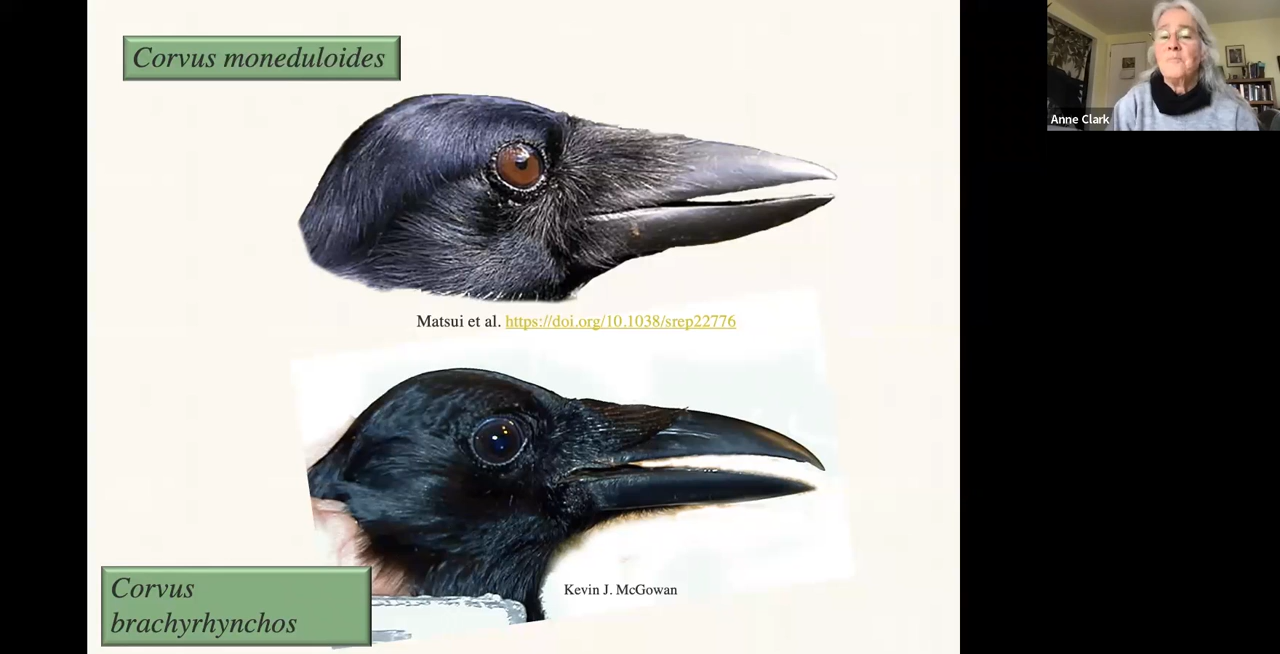 Corvus moneduloides
Anne Clark
Matsui et al. https://doi.org/10.1038/srep22776
Kevin J. McGowan
Corvus
brachyrhynchos